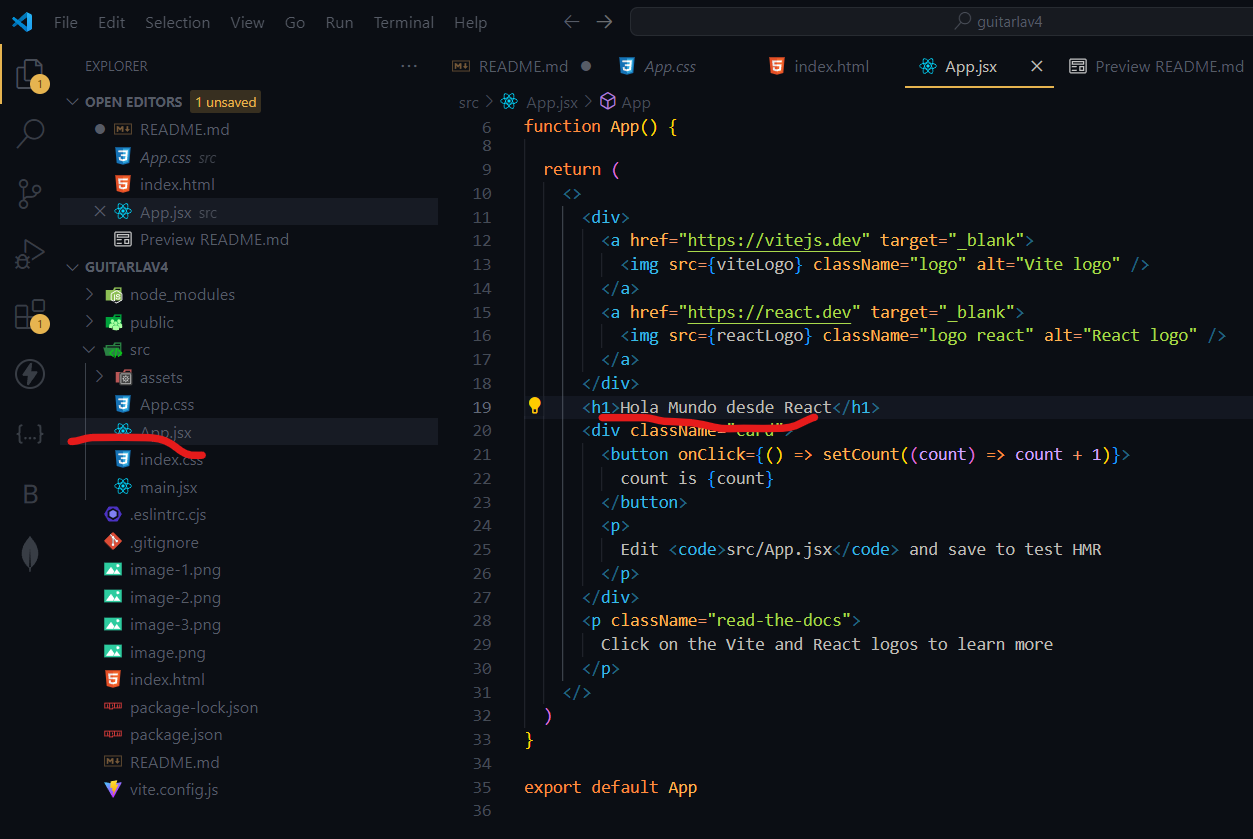 File Edit Selection View Go Run Terminal Help
guitarlav4
EXPLORER
README.md App.css index.html App.jsx Preview README.md
1
OPEN EDITORS 1 unsaved
README.md
App.css src
index.html
App.jsx src
Preview README.md
GUITARLAV4
node_modules
public
src
assets
App.css
App.jsx
index.css
main.jsx
.eslintrc.cjs
.gitignore
image-1.png
image-2.png
image-3.png
image.png
index.html
package-lock.json
package.json
README.md
vite.config.js
1
{...}
B
src > App.jsx > App
6 function App() {
8
9 return (
10 <>
11 <div>
12 <a href="https://vitejs.dev" target="_blank">
13 <img src={viteLogo} className="logo" alt="Vite logo" />
14 </a>
15 <a href="https://react.dev" target="_blank">
16 <img src={reactLogo} className="logo react" alt="React logo" />
17 </a>
18 </div>
19 <h1>Hola Mundo desde React</h1>
20 <div className="card">
21 <button onClick={() => setCount((count) => count + 1)}>
22 count is {count}
23 </button>
24 <p>
25 Edit <code>src/App.jsx</code> and save to test HMR
26 </p>
27 </div>
28 <p className="read-the-docs">
29 Click on the Vite and React logos to learn more
30 </p>
31 </>
32 )
33 }
34
35 export default App
36